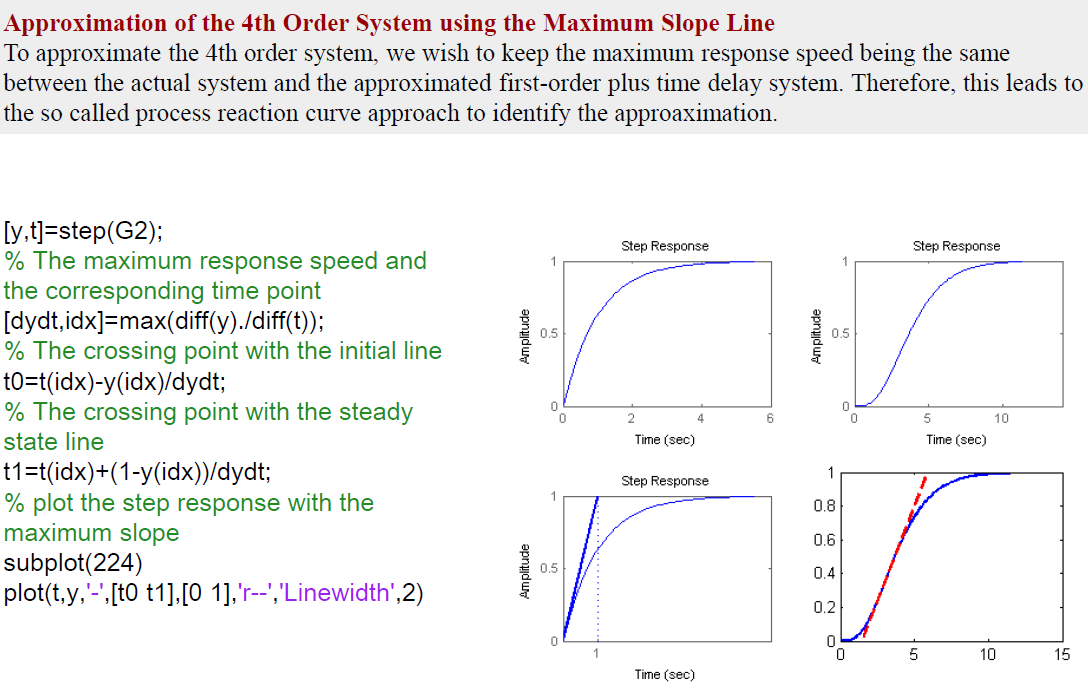 Approximation of the 4th Order System using the Maximum Slope Line
To approximate the 4th order system, we wish to keep the maximum response speed being the same
between the actual system and the approximated first-order plus time delay system. Therefore, this leads to
the so called process reaction curve approach to identify the approaximation.
[y,t]=step(G2);
% The maximum response speed and
the corresponding time point
[dydt,idx]=max(diff(y)./diff(t));
% The crossing point with the initial line
t0=t(idx)-y(idx)/dydt;
% The crossing point with the steady
state line
t1=t(idx)+(1-y(idx))/dydt;
% plot the step response with the
maximum slope
subplot(224)
plot(t,y,'-',[t0 t1],[0 1],'r--','Linewidth',2)
Step Response
1
0.5
0
Amplitude
0 2 4 6
Time (sec)
Step Response
1
0.5
0
Amplitude
0 5 10
Time (sec)
Step Response
1
0.5
0
Amplitude
1
Time (sec)
1
0.8
0.6
0.4
0.2
0
0 5 10 15